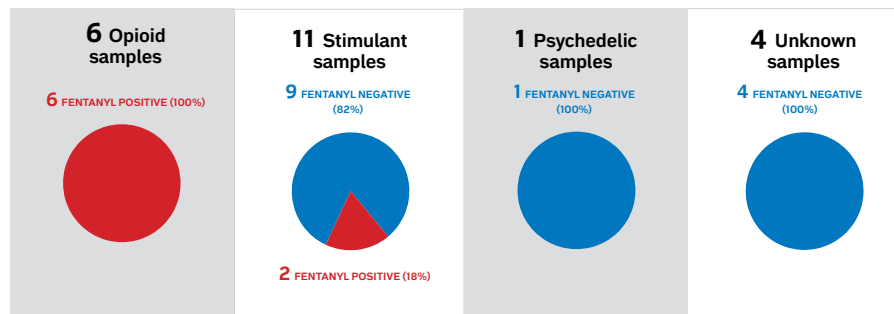 6 Opioid
samples
6 FENTANYL POSITIVE (100%)
11 Stimulant
samples
9 FENTANYL NEGATIVE
(82%)
2 FENTANYL POSITIVE (18%)
1 Psychedelic
samples
1 FENTANYL NEGATIVE
(100%)
4 Unknown
samples
4 FENTANYL NEGATIVE
(100%)